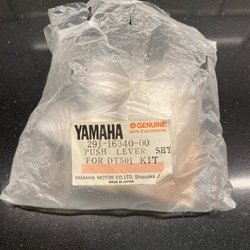 YAMAHA
GENUINE
parts & accessories
29J-16340-00
PUSH LEVER SET
FOR DT501 KIT
YAMAHA MOTOR CO.LTD. Shizuoka J
MADE IN JAPAN